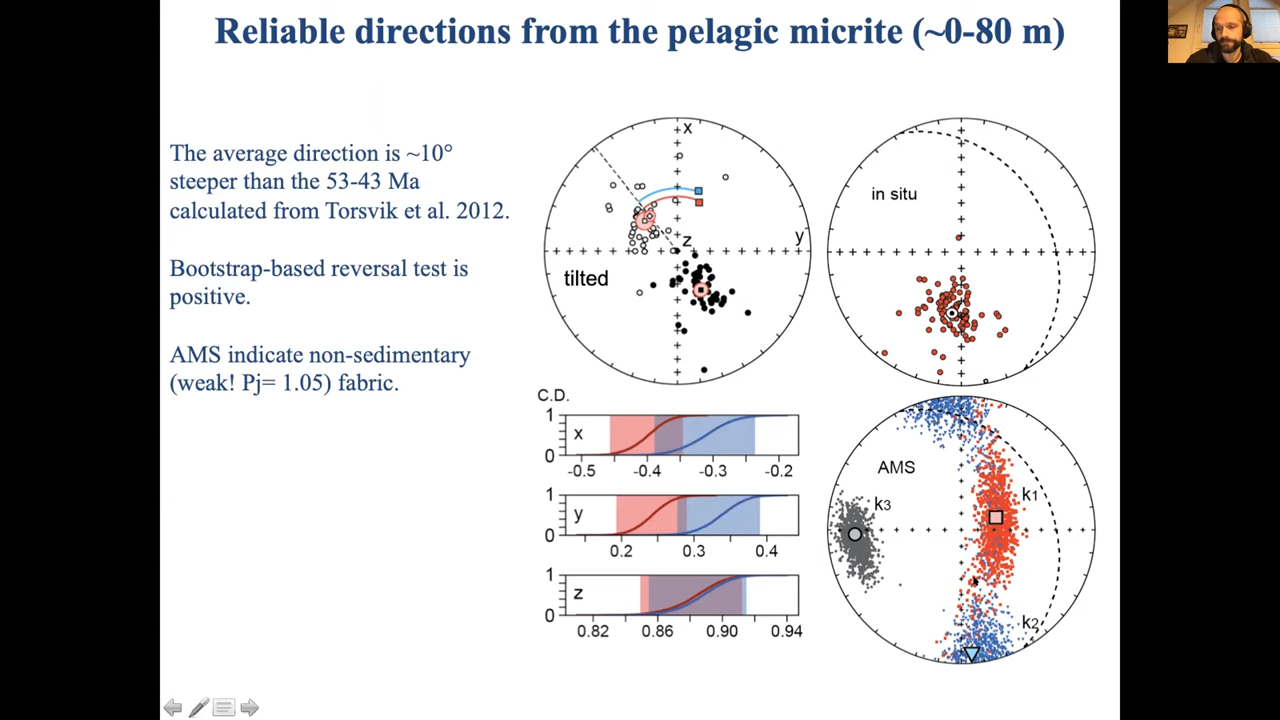 Reliable directions from the pelagic micrite (~0-80 m)
The average direction is ~10°
steeper than the 53-43 Ma
calculated from Torsvik et al. 2012.
Bootstrap-based reversal test is
positive.
AMS indicate non-sedimentary
(weak! Pj= 1.05) fabric.
x
y
z
tilted
in situ
C.D.
1
x
0
-0.5 -0.4 -0.3 -0.2
1
y
0
0.2 0.3 0.4
1
z
0
0.82 0.86 0.90 0.94
AMS
k3
k1
k2